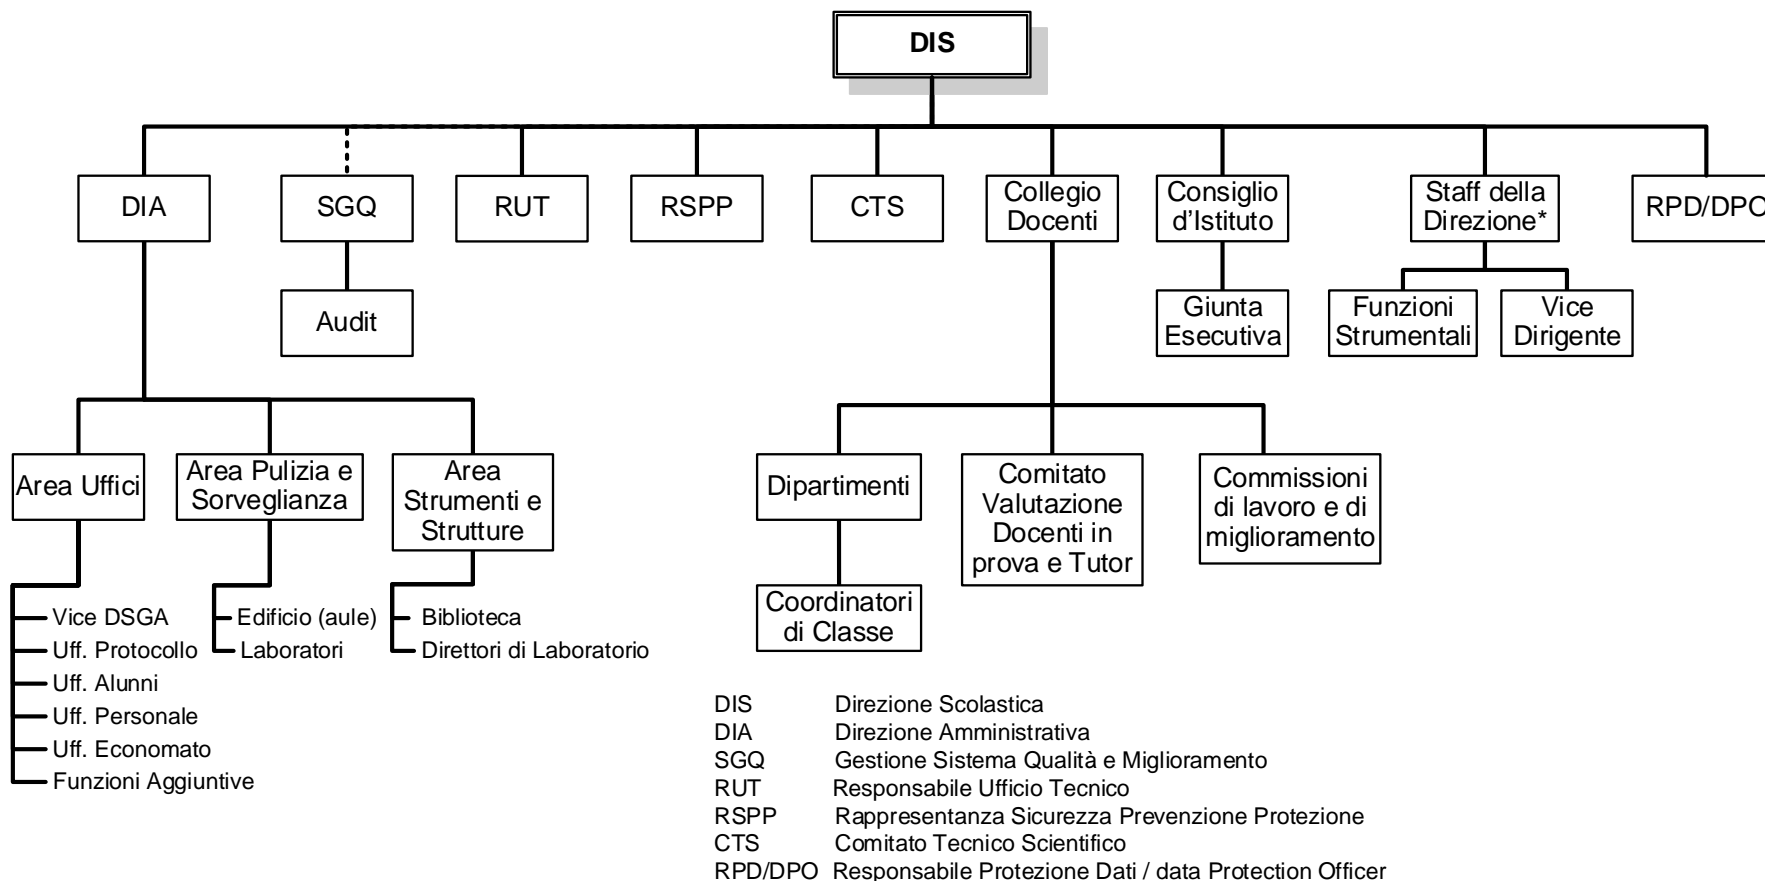 DIS
DIA
SGQ
RUT
RSPP
CTS
Collegio
Docenti
Consiglio
d’Istituto
Staff della
Direzione*
RPD/DPO
Audit
Giunta
Esecutiva
Funzioni
Strumentali
Vice
Dirigente
Area Uffici
Area Pulizia e
Sorveglianza
Area
Strumenti e
Strutture
Dipartimenti
Comitato
Valutazione
Docenti in
prova e Tutor
Commissioni
di lavoro e di
miglioramento
Coordinatori
di Classe
Vice DSGA
Uff. Protocollo
Uff. Alunni
Uff. Personale
Uff. Economato
Funzioni Aggiuntive
Edificio (aule)
Laboratori
Biblioteca
Direttori di Laboratorio
DIS Direzione Scolastica
DIA Direzione Amministrativa
SGQ Gestione Sistema Qualità e Miglioramento
RUT Responsabile Ufficio Tecnico
RSPP Rappresentanza Sicurezza Prevenzione Protezione
CTS Comitato Tecnico Scientifico
RPD/DPO Responsabile Protezione Dati / data Protection Officer